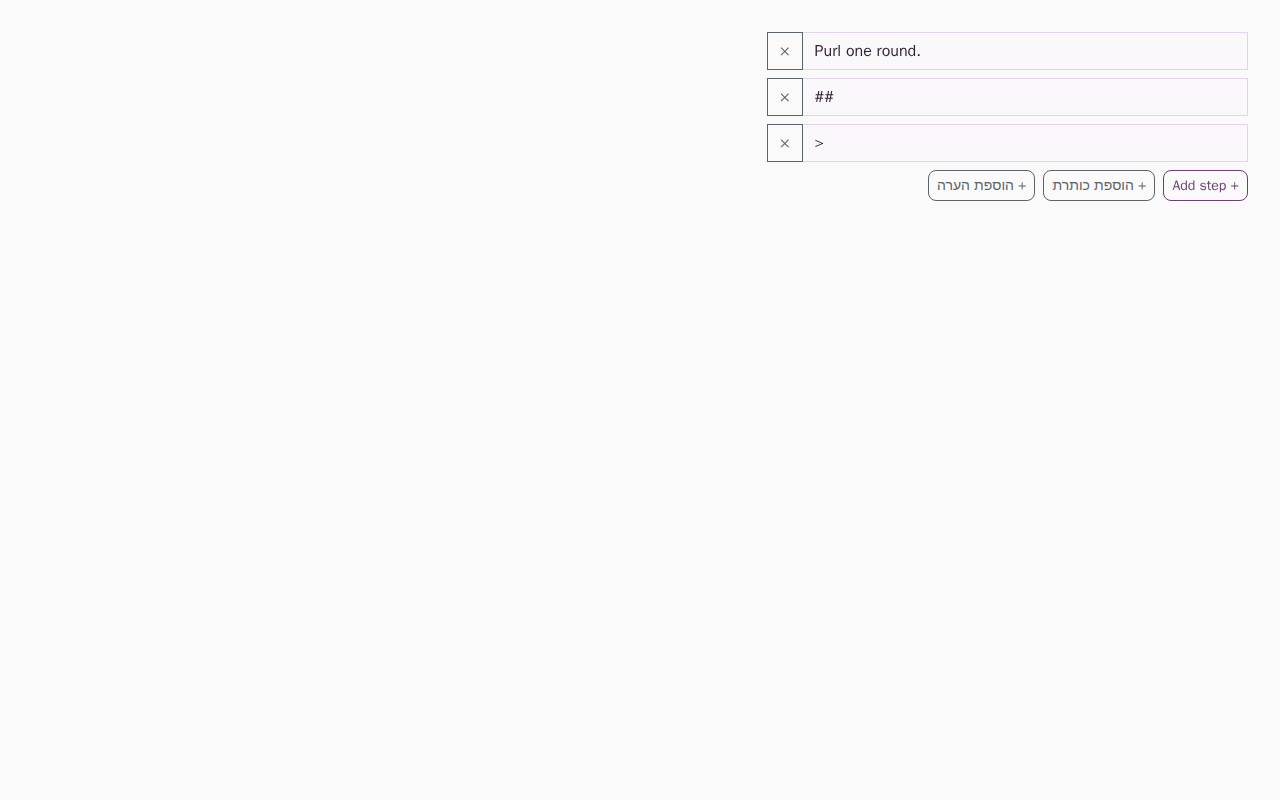 × Purl one round.
× ##
× >
Add step + הוספת כותרת + הוספת הערה +